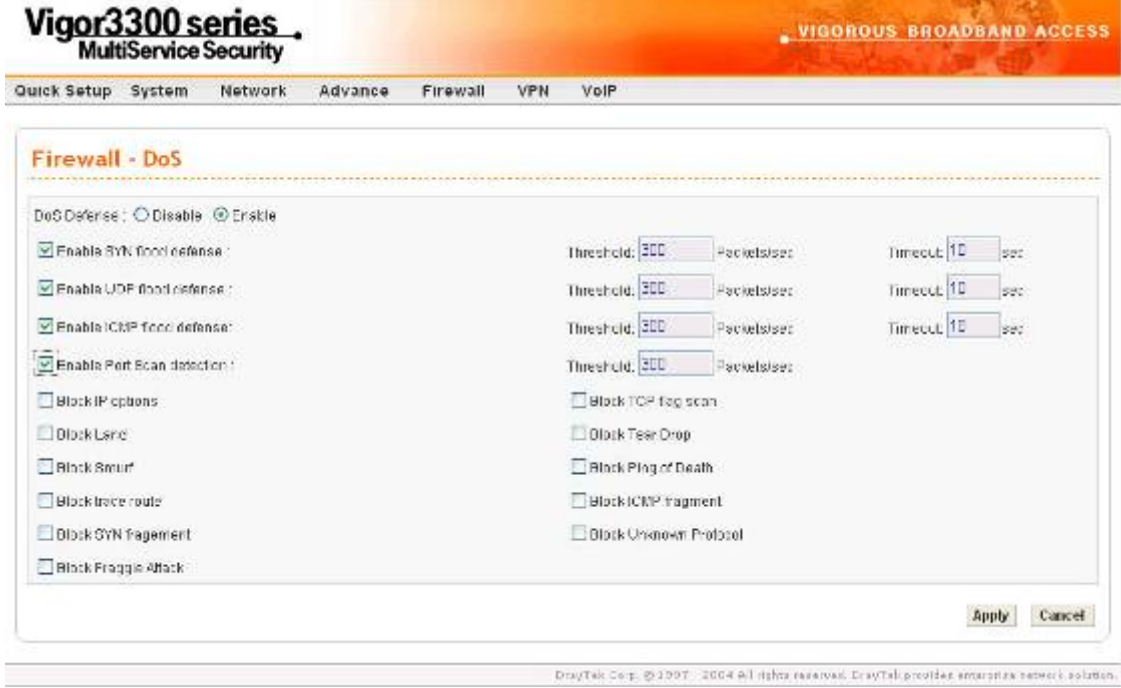 Vigor3300 series
MultiService Security
VIGOROUS BROADBAND ACCESS
Quick Setup System Network Advance Firewall VPN VoIP
Firewall - DoS
DoS Defense : Disable Enable
Enable SYN flood defense : Threshold: 300 Packets/sec Timeout: 10 sec
Enable UDP flood defense : Threshold: 300 Packets/sec Timeout: 10 sec
Enable ICMP flood defense: Threshold: 300 Packets/sec Timeout: 10 sec
Enable Port Scan detection : Threshold: 300 Packets/sec
Block IP options Block TCP flag scan
Block Land Block Tear Drop
Block Smurf Block Ping of Death
Block trace route Block ICMP fragment
Block SYN fragement Block Unknown Protocol
Block Fraggle Attack
Apply Cancel
DrayTek Corp. © 1997 - 2004 All rights reserved. DrayTek provides enterprise network solution.